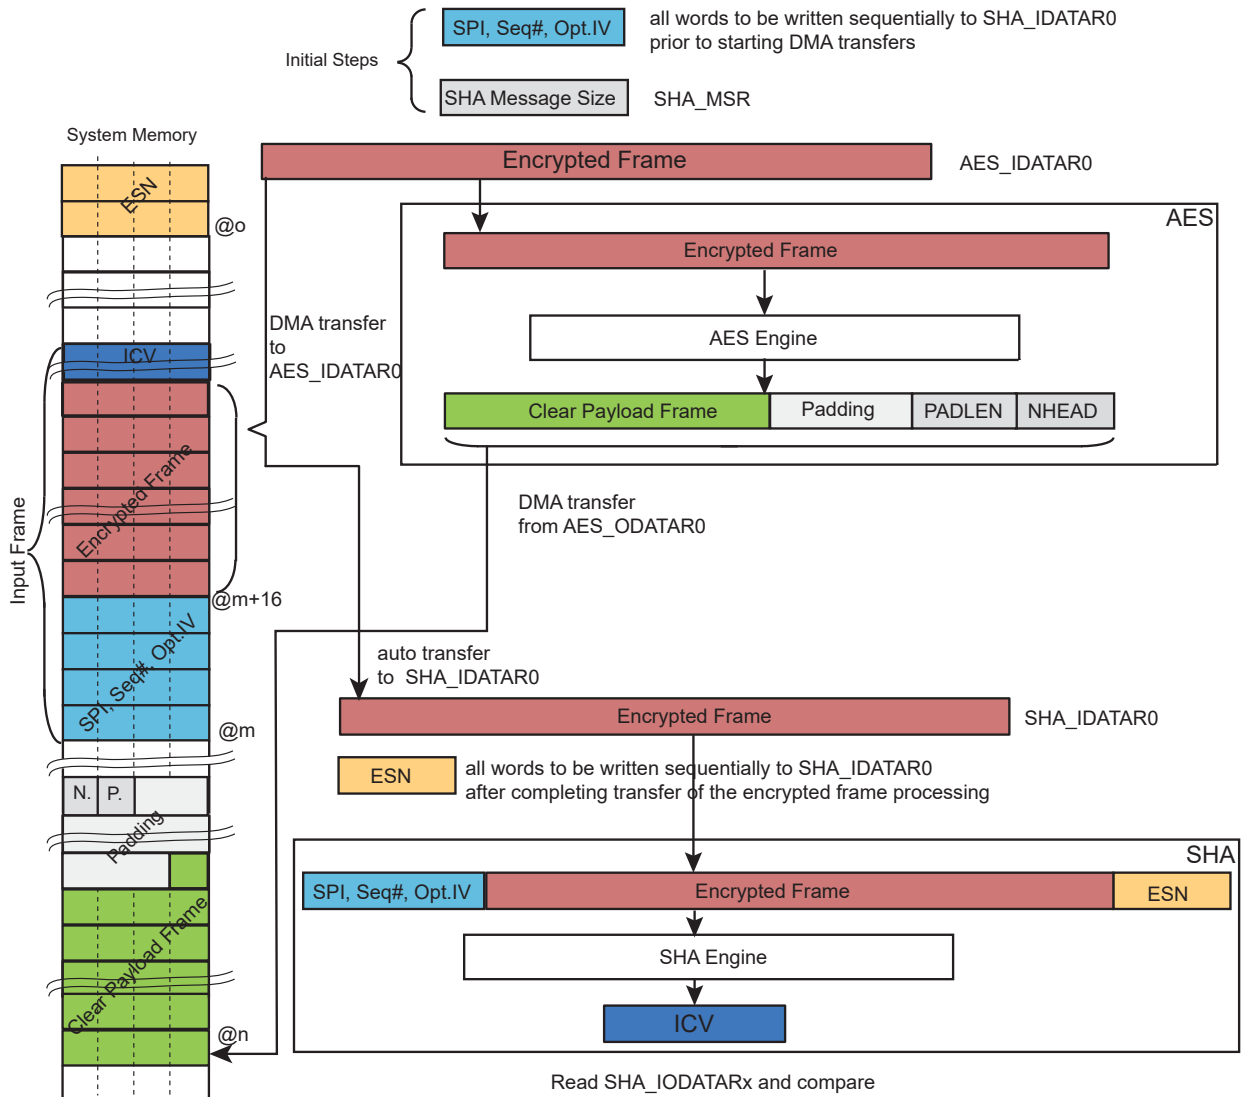 SPI, Seq#, Opt.IV
all words to be written sequentially to SHA_IDATAR0
prior to starting DMA transfers
Initial Steps
SHA Message Size
SHA_MSR
System Memory
Encrypted Frame
AES_IDATAR0
ESN
@o
AES
Encrypted Frame
DMA transfer
to
AES_IDATAR0
AES Engine
ICV
Clear Payload Frame
Padding
PADLEN
NHEAD
Input Frame
Encrypted Frame
DMA transfer
from AES_ODATAR0
@m+16
SPI, Seq#, Opt.IV
auto transfer
to SHA_IDATAR0
@m
Encrypted Frame
SHA_IDATAR0
ESN
all words to be written sequentially to SHA_IDATAR0
after completing transfer of the encrypted frame processing
N.
P.
Padding
SHA
SPI, Seq#, Opt.IV
Encrypted Frame
ESN
Clear Payload Frame
SHA Engine
ICV
@n
Read SHA_IODATARx and compare